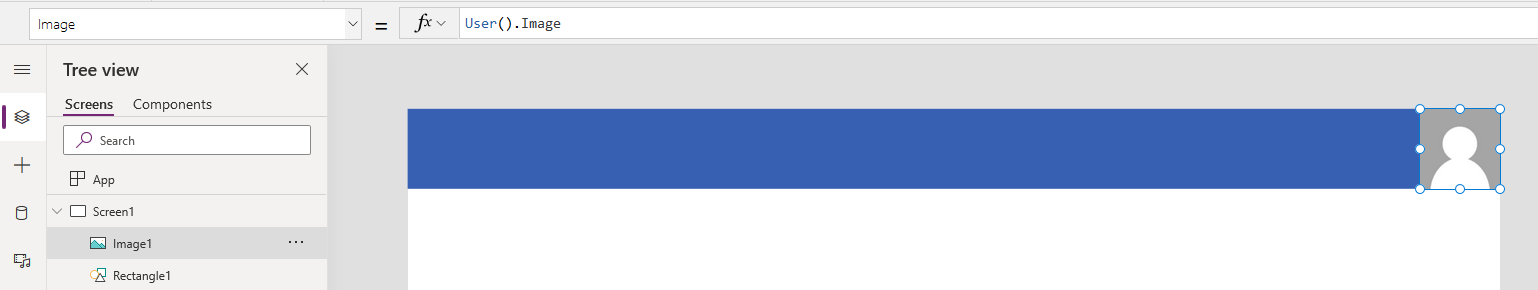 Image = fx User().Image
Tree view
Screens Components
Search
App
Screen1
Image1 ...
Rectangle1